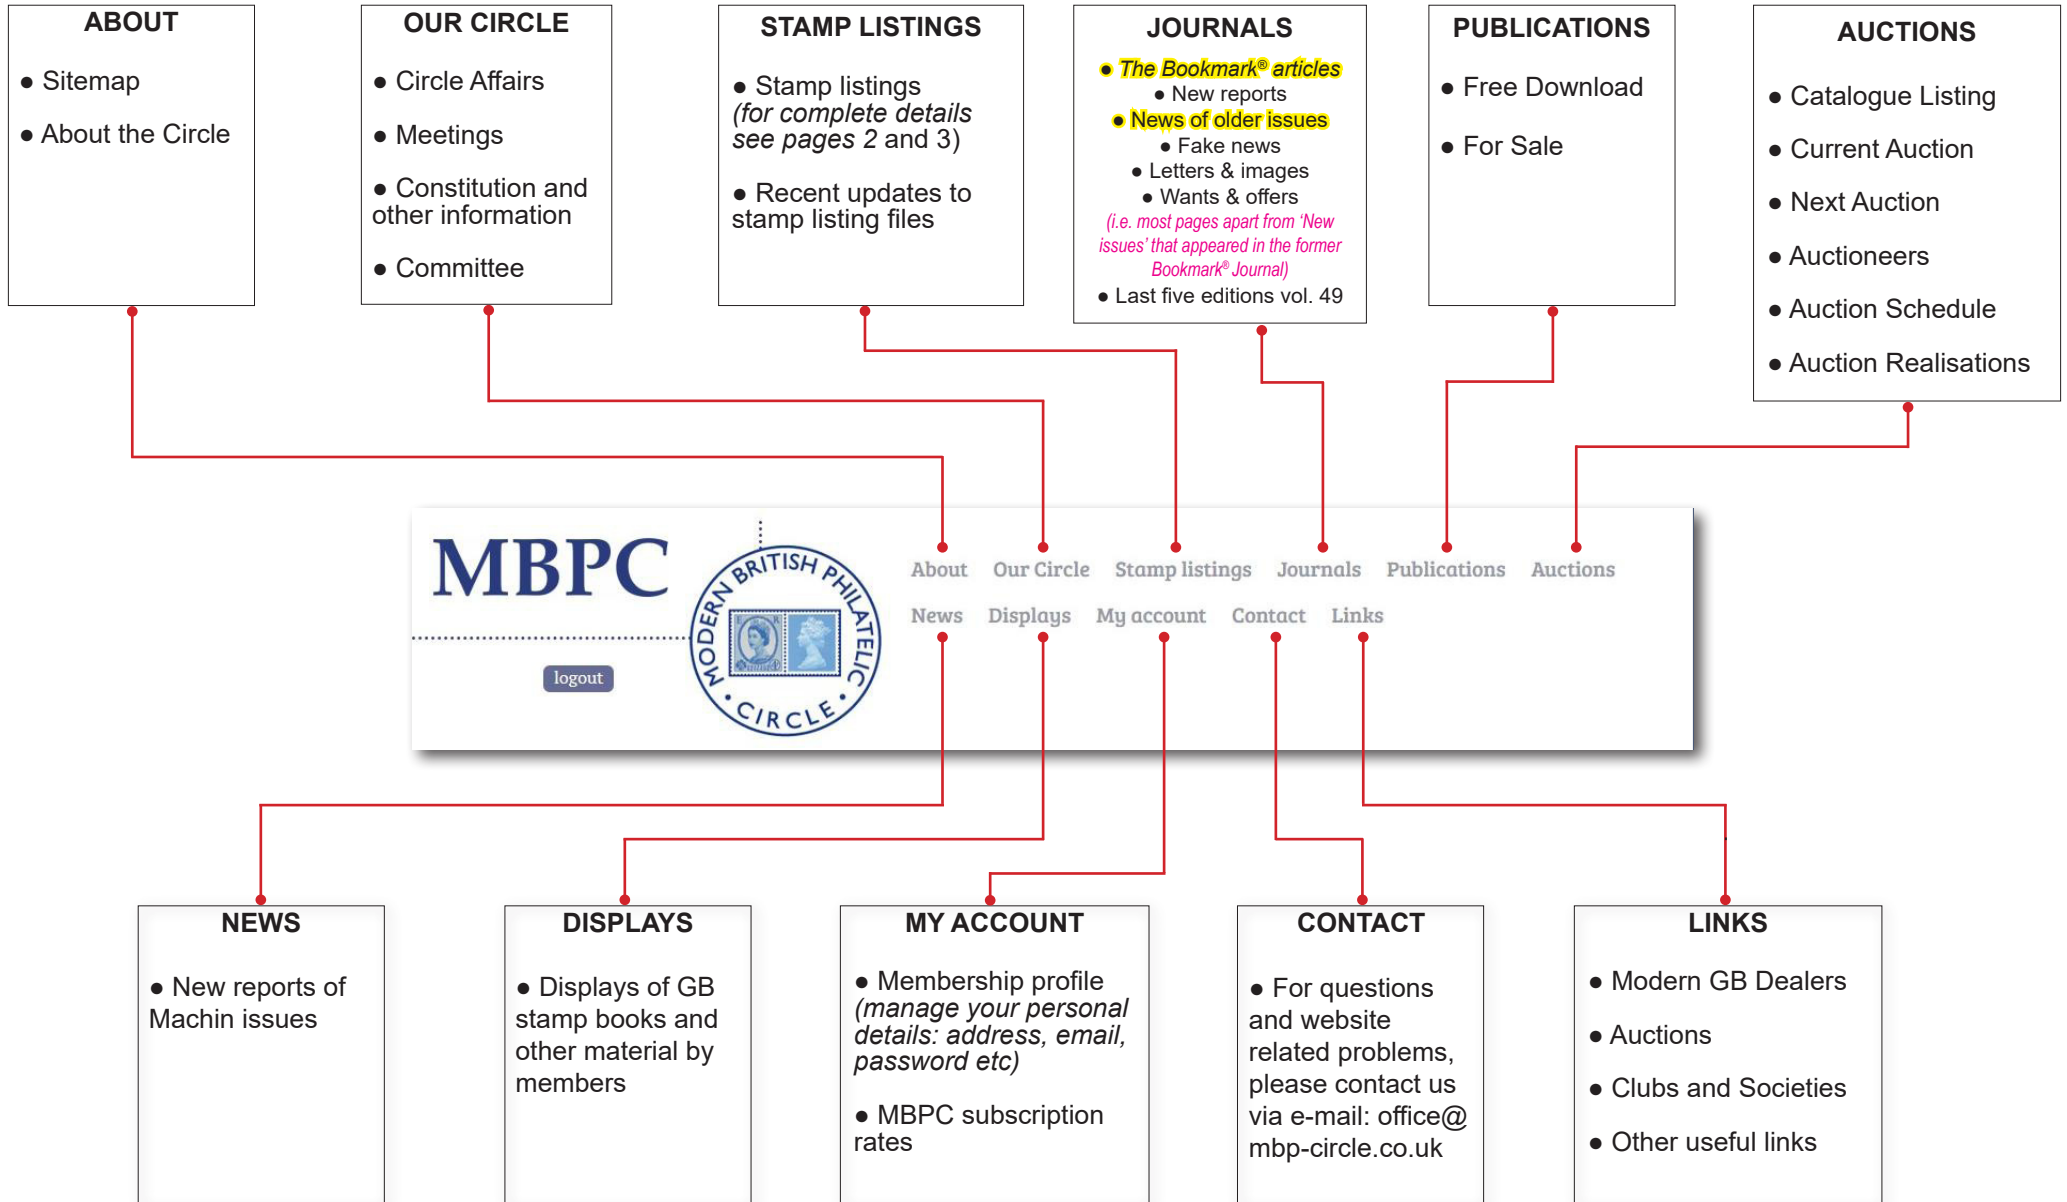 ABOUT
● Sitemap
● About the Circle
OUR CIRCLE
● Circle Affairs
● Meetings
● Constitution and
other information
● Committee
STAMP LISTINGS
● Stamp listings
(for complete details
see pages 2 and 3)
● Recent updates to
stamp listing files
JOURNALS
● The Bookmark® articles
● New reports
● News of older issues
● Fake news
● Letters & images
● Wants & offers
(i.e. most pages apart from ‘New
issues’ that appeared in the former
Bookmark® Journal)
● Last five editions vol. 49
PUBLICATIONS
● Free Download
● For Sale
AUCTIONS
● Catalogue Listing
● Current Auction
● Next Auction
● Auctioneers
● Auction Schedule
● Auction Realisations
MBPC
logout
MODERN BRITISH PHILATELIC
• CIRCLE •
E R
About Our Circle Stamp listings Journals Publications Auctions
News Displays My account Contact Links
NEWS
● New reports of
Machin issues
DISPLAYS
● Displays of GB
stamp books and
other material by
members
MY ACCOUNT
● Membership profile
(manage your personal
details: address, email,
password etc)
● MBPC subscription
rates
CONTACT
● For questions
and website
related problems,
please contact us
via e-mail: office@
mbp-circle.co.uk
LINKS
● Modern GB Dealers
● Auctions
● Clubs and Societies
● Other useful links